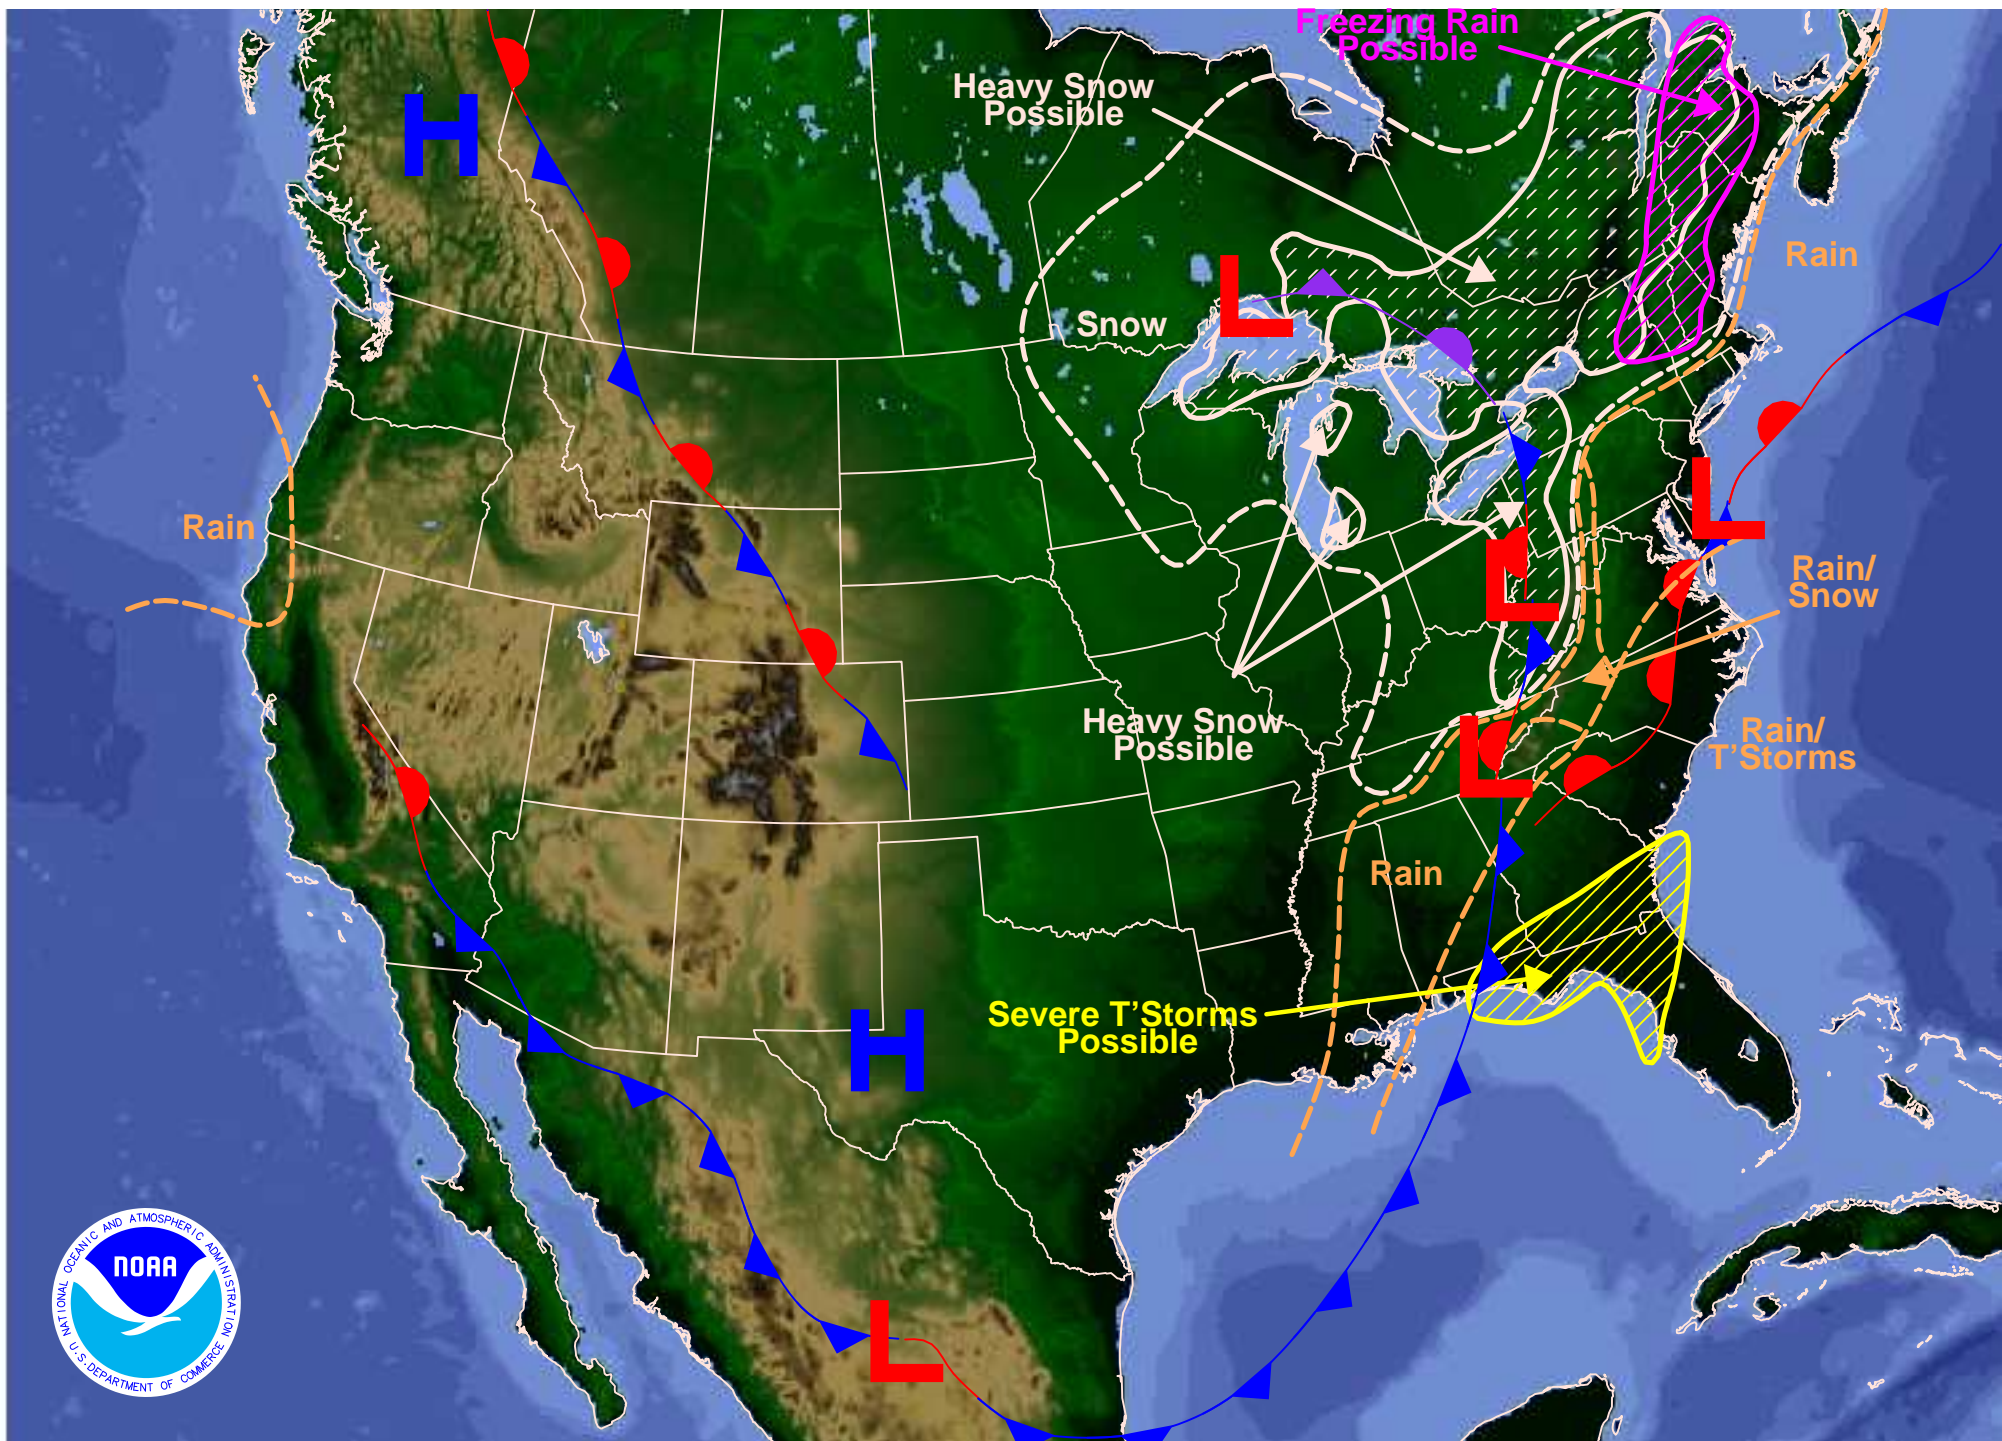 Freezing Rain
Possible
Heavy Snow
Possible
H
Rain
L
Snow
L
Rain
L
Rain/
Snow
Heavy Snow
Possible
L
Rain/
T'Storms
Rain
Severe T'Storms
Possible
H
L
NATIONAL OCEANIC AND ATMOSPHERIC ADMINISTRATION
NOAA
U.S. DEPARTMENT OF COMMERCE